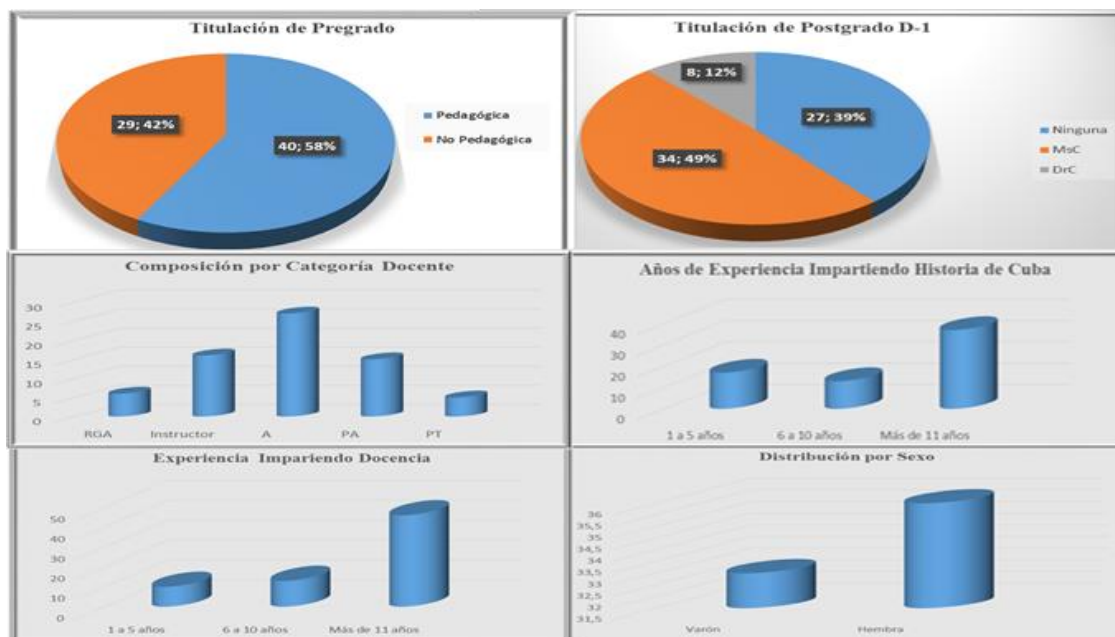 Titulación de Pregrado
29; 42%
40; 58%
Pedagógica
No Pedagógica
Titulación de Postgrado D-1
8; 12%
27; 39%
34; 49%
Ninguna
MsC
DrC
Composición por Categoría Docente
30
25
20
15
10
5
0
RGA Instructor A PA PT
Años de Experiencia Impartiendo Historia de Cuba
40
30
20
10
0
1 a 5 años 6 a 10 años Más de 11 años
Experiencia Impariendo Docencia
50
40
30
20
10
0
1 a 5 años 6 a 10 años Más de 11 años
Distribución por Sexo
36
35,5
35
34,5
34
33,5
33
32,5
32
31,5
Varón Hembra